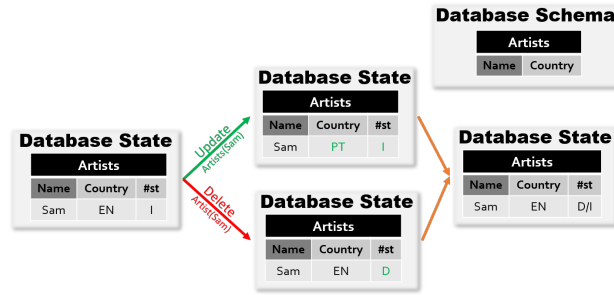 Database Schema
Artists
Name Country
Database State
Artists
Name Country #st
Sam EN I
Update
Artists(Sam)
Delete
Artist(Sam)
Database State
Artists
Name Country #st
Sam PT I
Database State
Artists
Name Country #st
Sam EN D
Database State
Artists
Name Country #st
Sam EN D/I